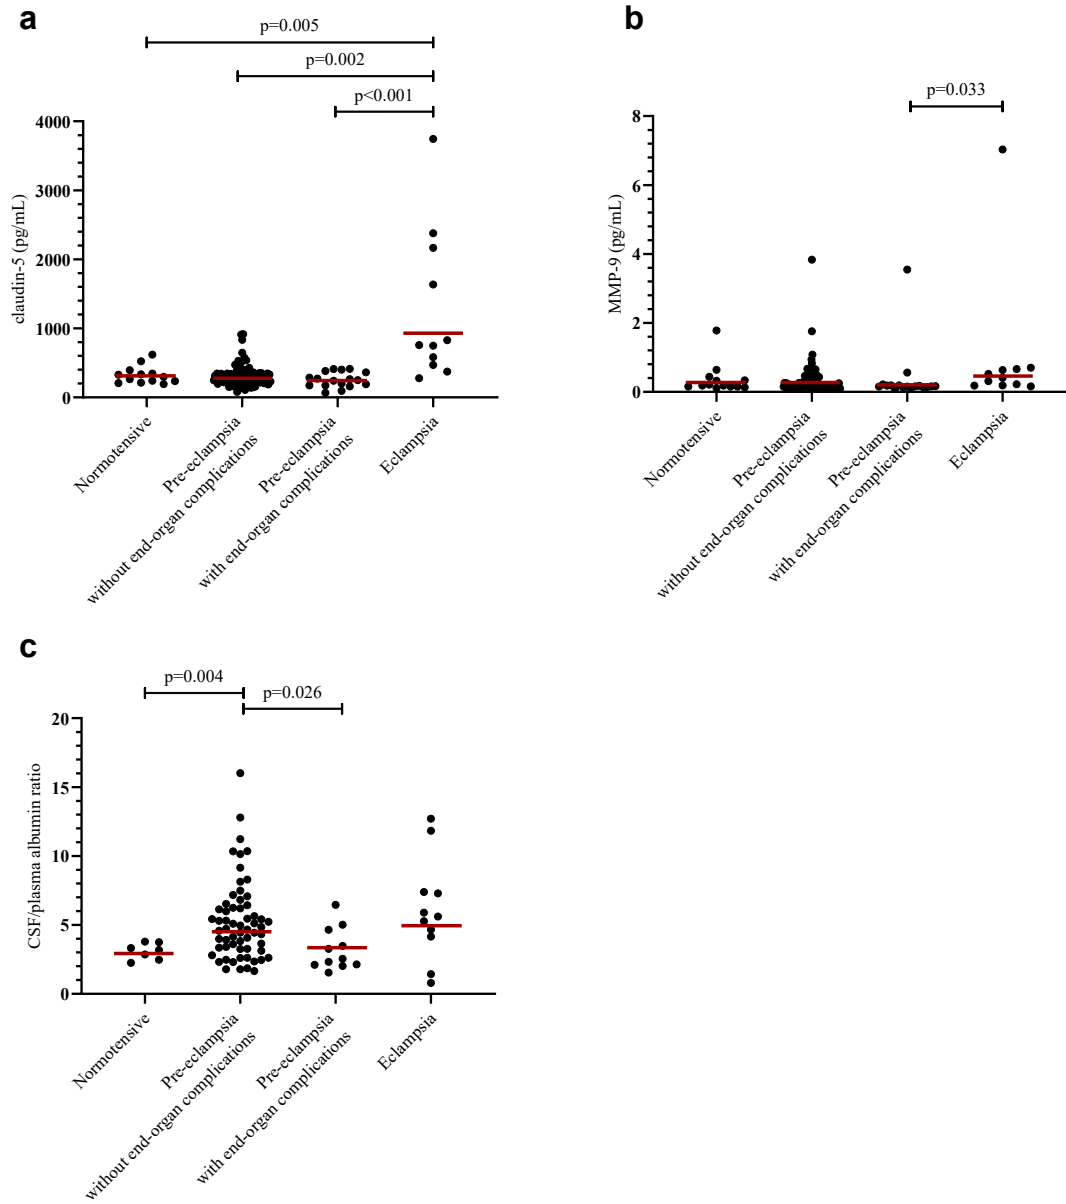 a
p=0.005
p=0.002
p<0.001
claudin-5 (pg/mL)
4000
3000
2000
1000
0
Normotensive
Pre-eclampsia
without end-organ complications
Pre-eclampsia
with end-organ complications
Eclampsia
b
p=0.033
MMP-9 (pg/mL)
8
6
4
2
0
Normotensive
Pre-eclampsia
without end-organ complications
Pre-eclampsia
with end-organ complications
Eclampsia
c
p=0.004
p=0.026
CSF/plasma albumin ratio
20
15
10
5
0
Normotensive
Pre-eclampsia
without end-organ complications
Pre-eclampsia
with end-organ complications
Eclampsia